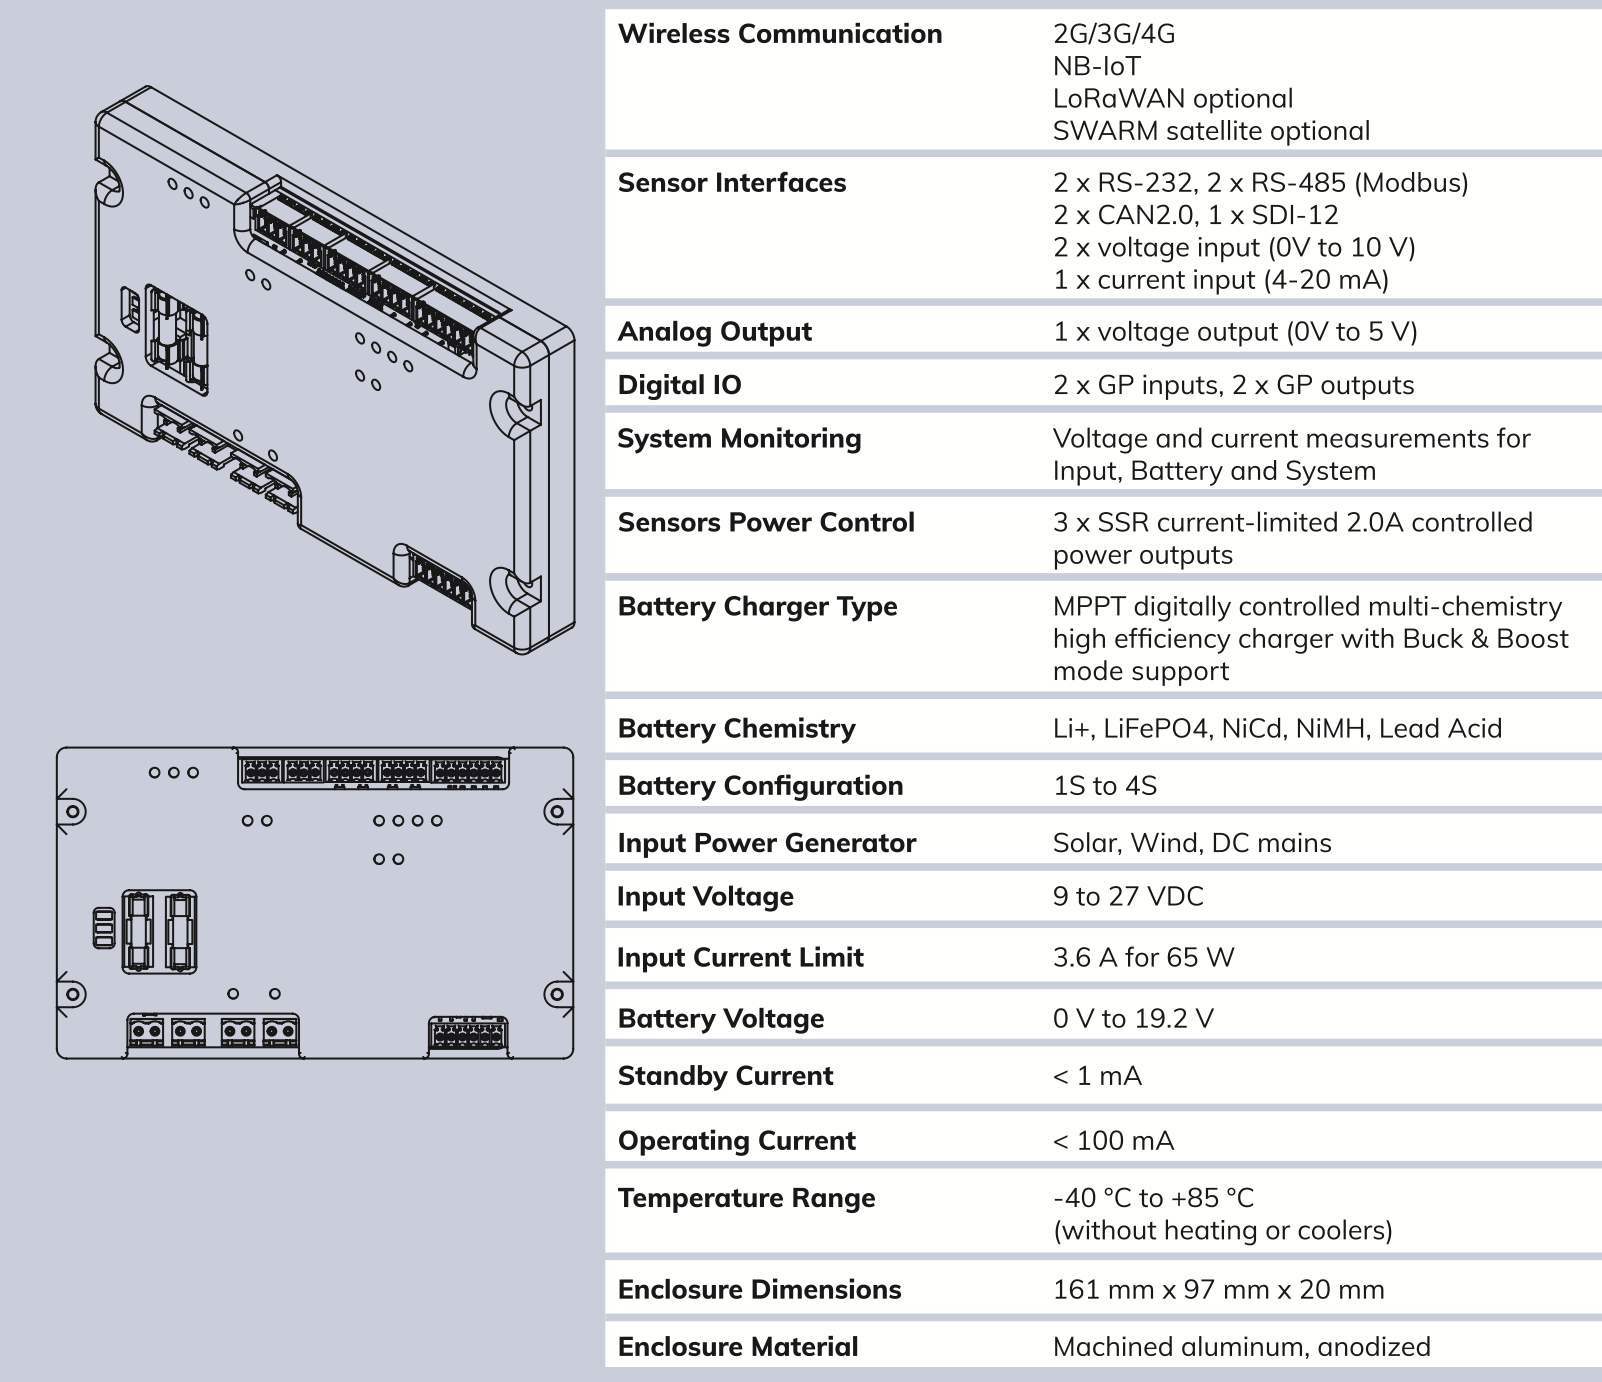 Wireless Communication 2G/3G/4G
NB-IoT
LoRaWAN optional
SWARM satellite optional
Sensor Interfaces 2 x RS-232, 2 x RS-485 (Modbus)
2 x CAN2.0, 1 x SDI-12
2 x voltage input (0V to 10 V)
1 x current input (4-20 mA)
Analog Output 1 x voltage output (0V to 5 V)
Digital IO 2 x GP inputs, 2 x GP outputs
System Monitoring Voltage and current measurements for
Input, Battery and System
Sensors Power Control 3 x SSR current-limited 2.0A controlled
power outputs
Battery Charger Type MPPT digitally controlled multi-chemistry
high efficiency charger with Buck & Boost
mode support
Battery Chemistry Li+, LiFePO4, NiCd, NiMH, Lead Acid
Battery Configuration 1S to 4S
Input Power Generator Solar, Wind, DC mains
Input Voltage 9 to 27 VDC
Input Current Limit 3.6 A for 65 W
Battery Voltage 0 V to 19.2 V
Standby Current < 1 mA
Operating Current < 100 mA
Temperature Range -40 °C to +85 °C
(without heating or coolers)
Enclosure Dimensions 161 mm x 97 mm x 20 mm
Enclosure Material Machined aluminum, anodized